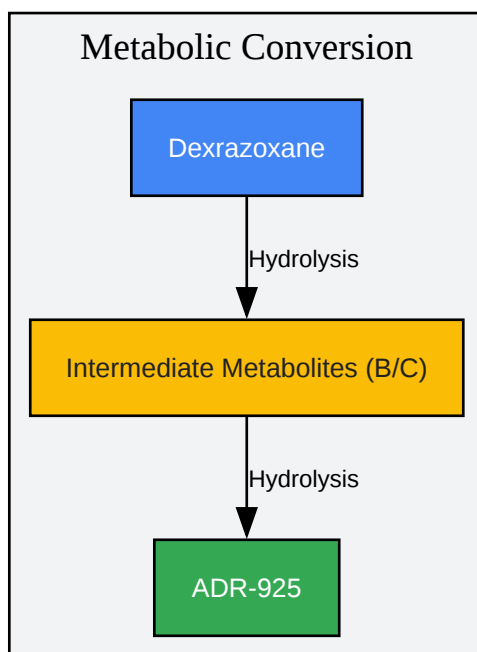 Metabolic Conversion
Dexrazoxane
Hydrolysis
Intermediate Metabolites (B/C)
Hydrolysis
ADR-925